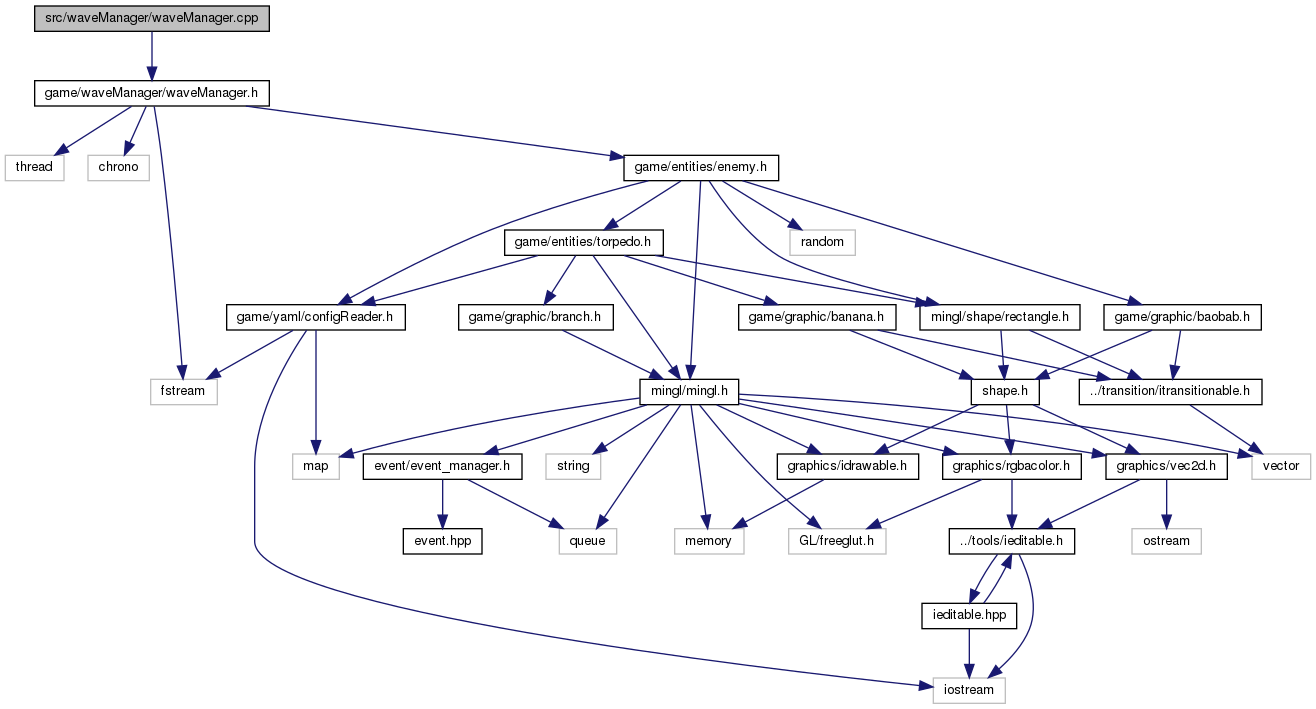 src/waveManager/waveManager.cpp
game/waveManager/waveManager.h
thread
chrono
game/entities/enemy.h
game/entities/torpedo.h
random
game/yaml/configReader.h
game/graphic/branch.h
game/graphic/banana.h
mingl/shape/rectangle.h
game/graphic/baobab.h
fstream
mingl/mingl.h
shape.h
../transition/itransitionable.h
map
event/event_manager.h
string
graphics/idrawable.h
graphics/rgbacolor.h
graphics/vec2d.h
vector
event.hpp
queue
memory
GL/freeglut.h
../tools/ieditable.h
ostream
ieditable.hpp
iostream